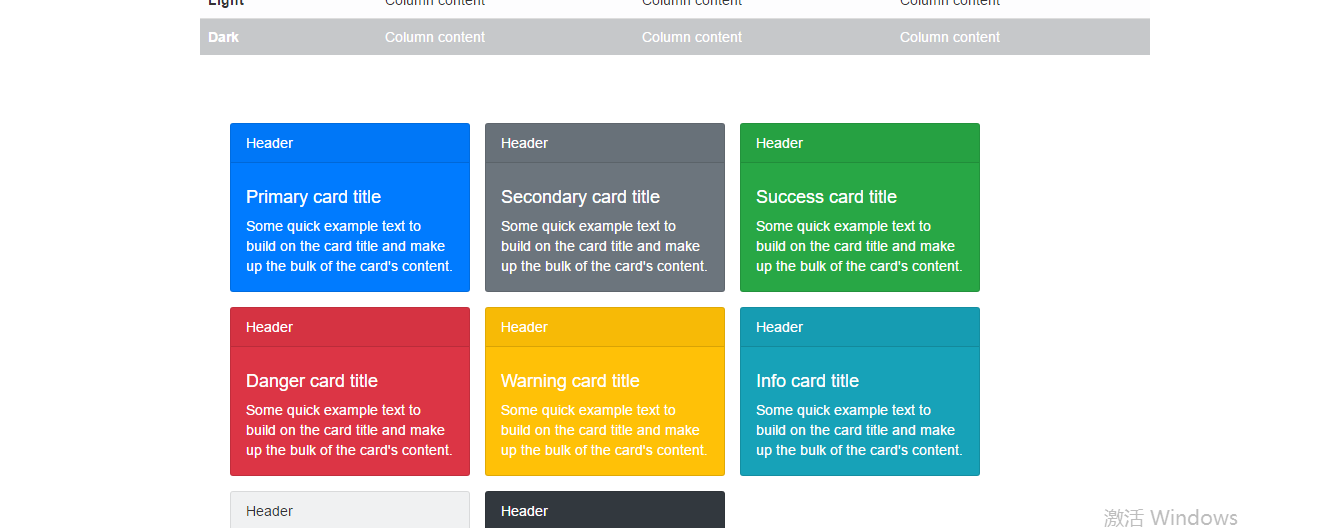 Light Column content Column content Column content
Dark Column content Column content Column content
Header
Primary card title
Some quick example text to
build on the card title and make
up the bulk of the card's content.
Header
Secondary card title
Some quick example text to
build on the card title and make
up the bulk of the card's content.
Header
Success card title
Some quick example text to
build on the card title and make
up the bulk of the card's content.
Header
Danger card title
Some quick example text to
build on the card title and make
up the bulk of the card's content.
Header
Warning card title
Some quick example text to
build on the card title and make
up the bulk of the card's content.
Header
Info card title
Some quick example text to
build on the card title and make
up the bulk of the card's content.
Header
Header
激活 Windows